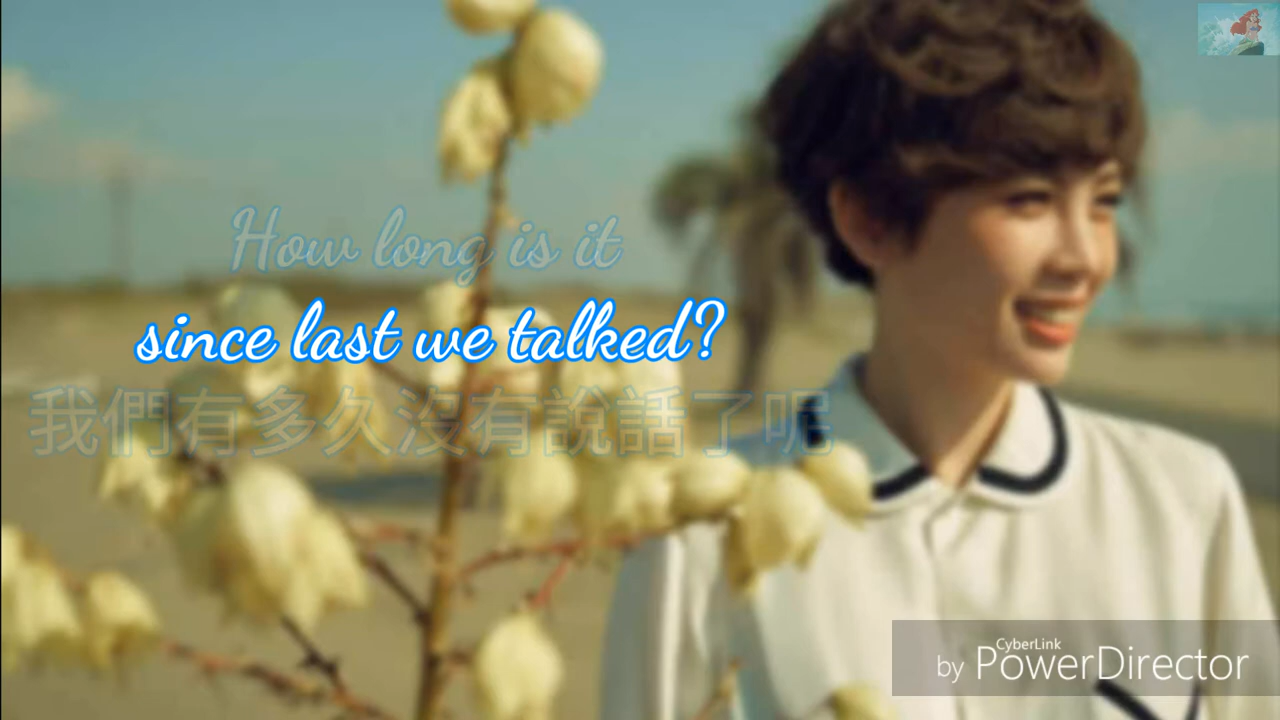 How long is it
since last we talked?
我們有多久沒有說話了呢
CyberLink
by PowerDirector